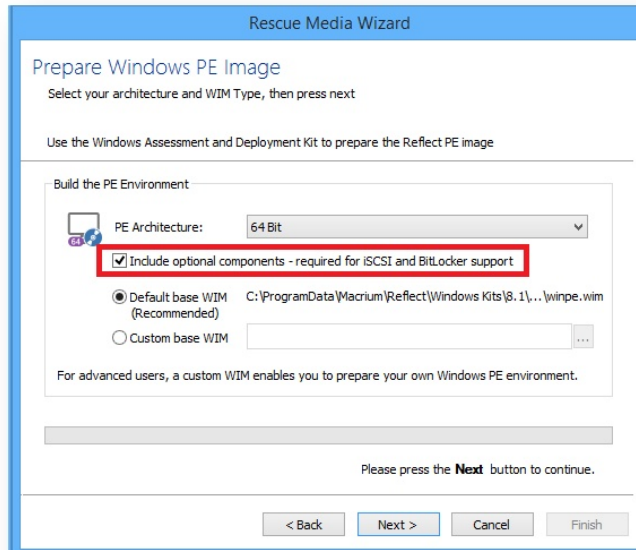 Rescue Media Wizard
Prepare Windows PE Image
Select your architecture and WIM Type, then press next
Use the Windows Assessment and Deployment Kit to prepare the Reflect PE image
Build the PE Environment
64
PE Architecture:
64 Bit
Include optional components - required for iSCSI and BitLocker support
Default base WIM C:\ProgramData\Macrium\Reflect\Windows Kits\8.1\...\winpe.wim
(Recommended)
Custom base WIM
...
For advanced users, a custom WIM enables you to prepare your own Windows PE environment.
Please press the Next button to continue.
< Back Next > Cancel Finish